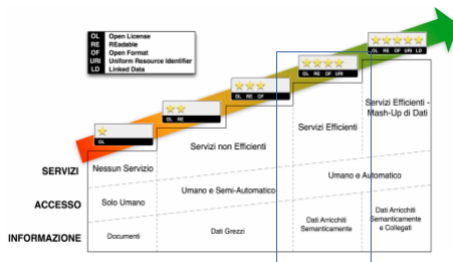 OL Open License
RE REadable
OF Open Format
URI Uniform Resource Identifier
LD Linked Data
OL
OL RE
OL RE OF
OL RE OF URI
OL RE OF URI LD
SERVIZI
Nessun Servizio
Servizi non Efficienti
Servizi Efficienti
Servizi Efficienti -
Mash-Up di Dati
ACCESSO
Solo Umano
Umano e Semi-Automatico
Umano e Automatico
INFORMAZIONE
Documenti
Dati Grezzi
Dati Arricchiti
Semanticamente
Dati Arricchiti
Semanticamente
e Collegati